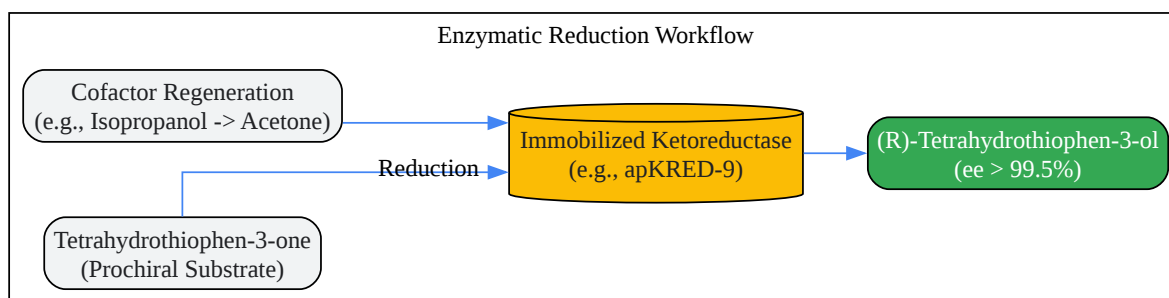 Enzymatic Reduction Workflow
Cofactor Regeneration
(e.g., Isopropanol -> Acetone)
Reduction
Tetrahydrothiophen-3-one
(Prochiral Substrate)
Immobilized Ketoreductase
(e.g., apKRED-9)
(R)-Tetrahydrothiophen-3-ol
(ee > 99.5%)